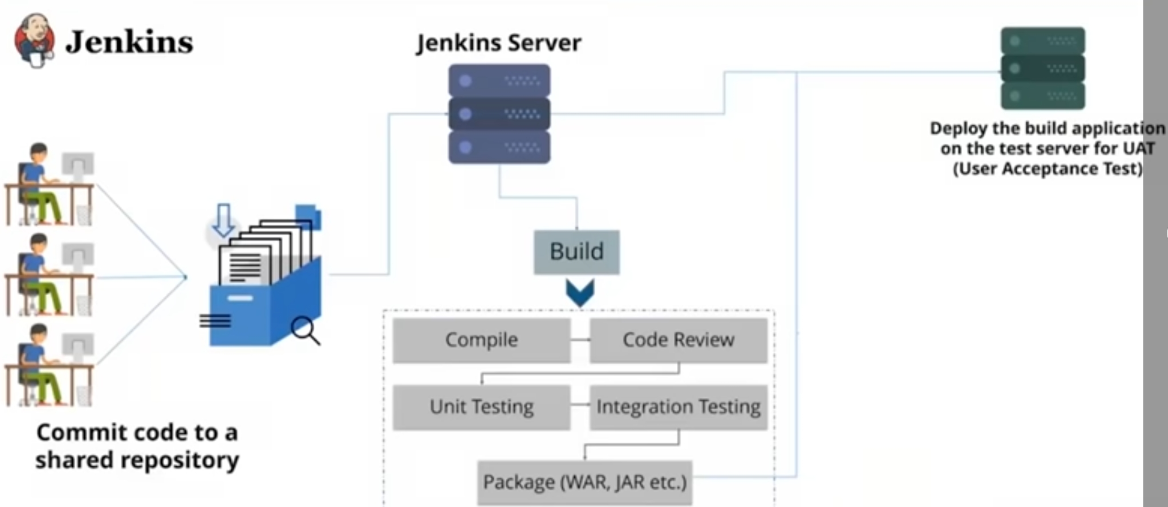 Jenkins
Jenkins Server
Deploy the build application
on the test server for UAT
(User Acceptance Test)
Build
Compile
Code Review
Unit Testing
Integration Testing
Package (WAR, JAR etc.)
Commit code to a
shared repository